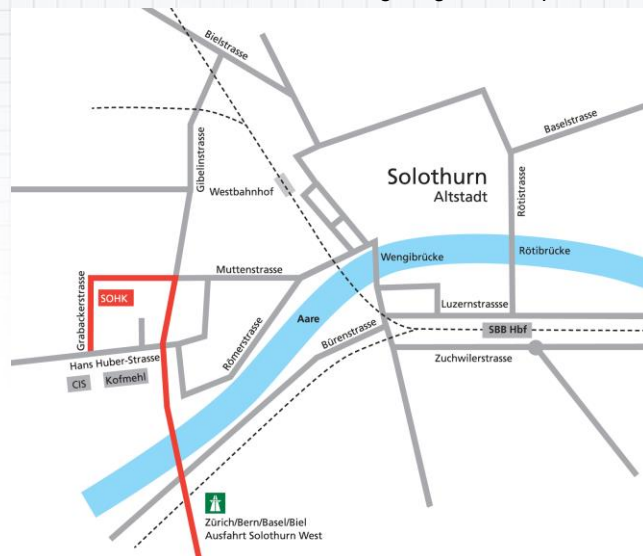 Bielstrasse
Baselstrasse
Gibelinstrasse
Westbahnhof
Solothurn
Altstadt
Rötistrasse
Wengibrücke
Rötibrücke
Muttenstrasse
Grabackerstrasse
SOHK
Aare
Luzernstrassse
Römerstrasse
Bürenstrasse
SBB Hbf
Hans Huber-Strasse
Zuchwilerstrasse
CIS
Kofmehl
Zürich/Bern/Basel/Biel
Ausfahrt Solothurn West